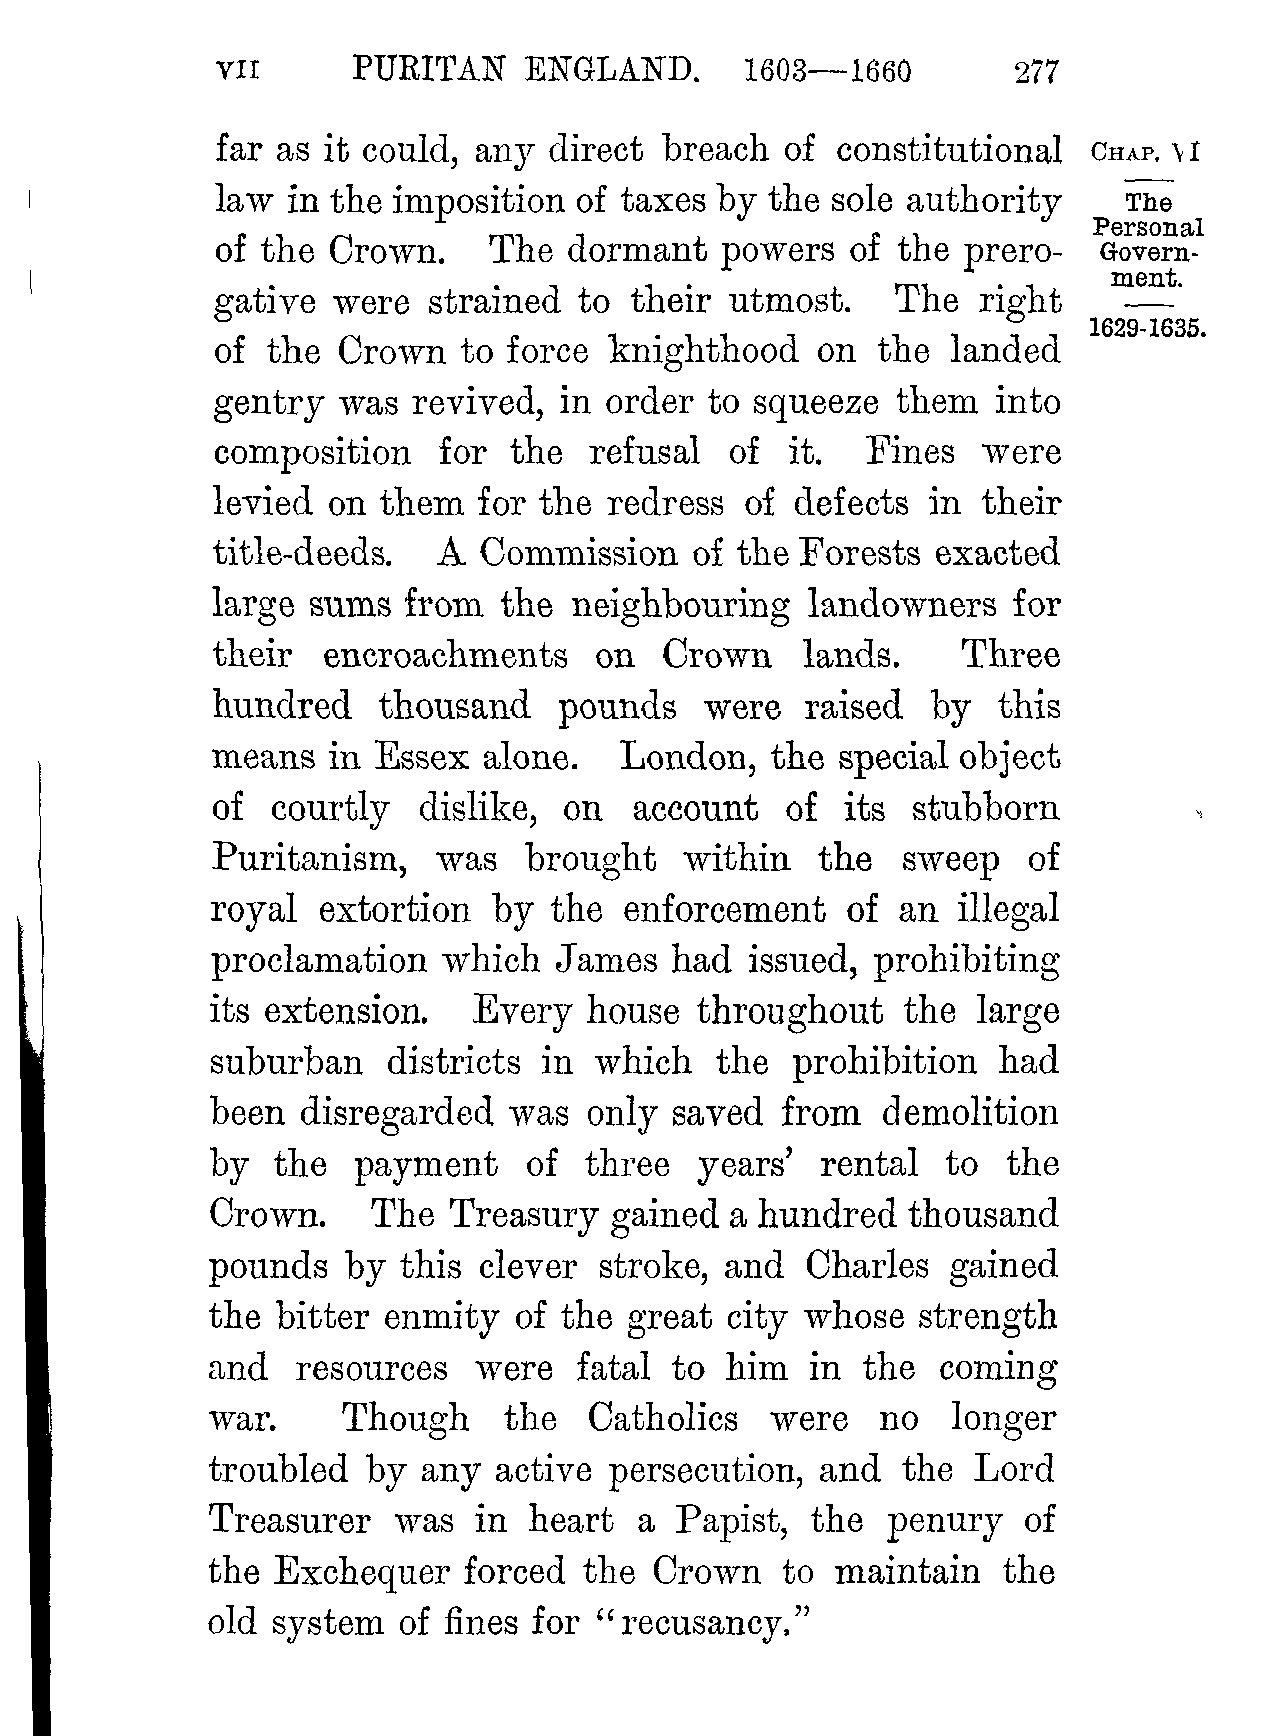 VII PURITAN ENGLAND. 1603—1660 277
far as it could, any direct breach of constitutional
law in the imposition of taxes by the sole authority
of the Crown. The dormant powers of the prero-
gative were strained to their utmost. The right
of the Crown to force knighthood on the landed
gentry was revived, in order to squeeze them into
composition for the refusal of it. Fines were
levied on them for the redress of defects in their
title-deeds. A Commission of the Forests exacted
large sums from the neighbouring landowners for
their encroachments on Crown lands. Three
hundred thousand pounds were raised by this
means in Essex alone. London, the special object
of courtly dislike, on account of its stubborn
Puritanism, was brought within the sweep of
royal extortion by the enforcement of an illegal
proclamation which James had issued, prohibiting
its extension. Every house throughout the large
suburban districts in which the prohibition had
been disregarded was only saved from demolition
by the payment of three years' rental to the
Crown. The Treasury gained a hundred thousand
pounds by this clever stroke, and Charles gained
the bitter enmity of the great city whose strength
and resources were fatal to him in the coming
war. Though the Catholics were no longer
troubled by any active persecution, and the Lord
Treasurer was in heart a Papist, the penury of
the Exchequer forced the Crown to maintain the
old system of fines for "recusancy."
CHAP. VI
The
Personal
Govern-
ment.
1629-1635.